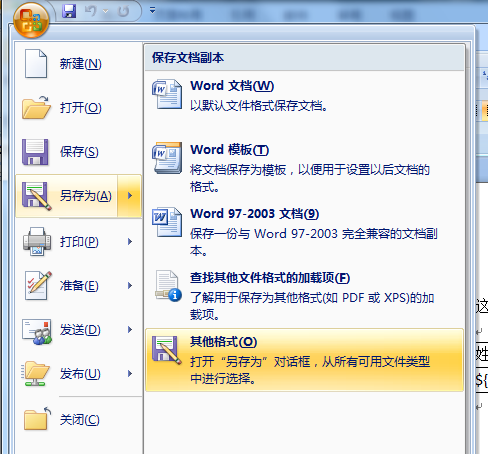 新建(N)
打开(O)
保存(S)
另存为(A)
打印(P)
准备(E)
发送(D)
发布(U)
关闭(C)
保存文档副本
Word 文档(W)
以默认文件格式保存文档。
Word 模板(T)
将文档保存为模板，以便用于设置以后文档的
格式。
Word 97-2003 文档(9)
保存一份与 Word 97-2003 完全兼容的文档副
本。
查找其他文件格式的加载项(F)
了解用于保存为其他格式(如 PDF 或 XPS)的加
载项。
其他格式(O)
打开“另存为”对话框，从所有可用文件类型
中进行选择。
这
姓
${